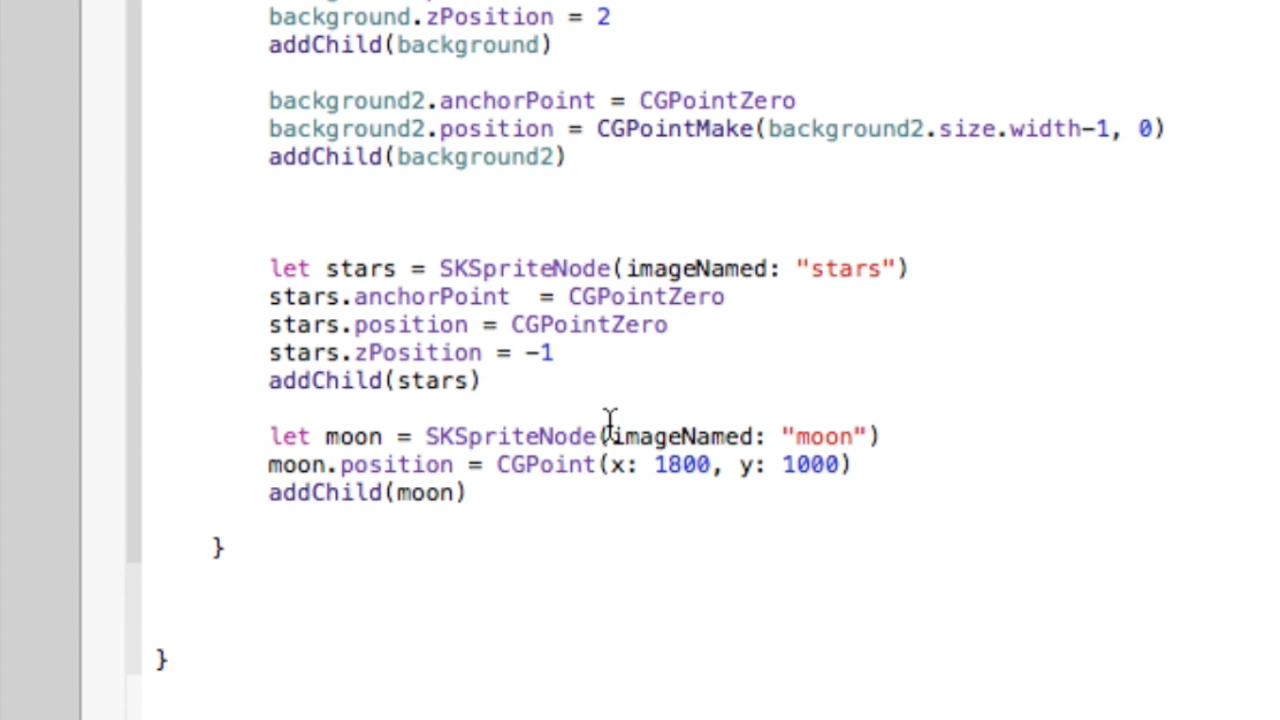 background.zPosition = 2
addChild(background)
background2.anchorPoint = CGPointZero
background2.position = CGPointMake(background2.size.width-1, 0)
addChild(background2)
let stars = SKSpriteNode(imageNamed: "stars")
stars.anchorPoint  = CGPointZero
stars.position = CGPointZero
stars.zPosition = -1
addChild(stars)
let moon = SKSpriteNode(imageNamed: "moon")
moon.position = CGPoint(x: 1800, y: 1000)
addChild(moon)
}
}